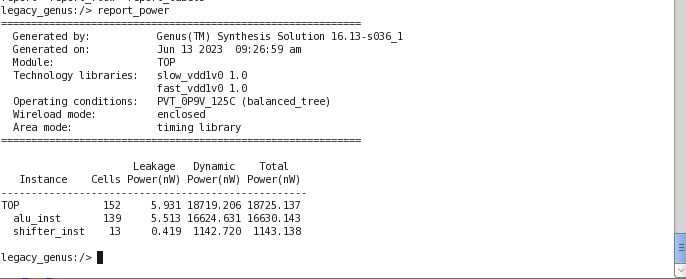 legacy_genus:/> report_power
============================================================
Generated by: Genus(TM) Synthesis Solution 16.13-s036_1
Generated on: Jun 13 2023 09:26:59 am
Module: TOP
Technology libraries: slow_vdd1v0 1.0
fast_vdd1v0 1.0
Operating conditions: PVT_0P9V_125C (balanced_tree)
Wireload mode: enclosed
Area mode: timing library
============================================================
Leakage Dynamic Total
Instance Cells Power(nW) Power(nW) Power(nW)
---------------------------------------------------
TOP 152 5.931 18719.206 18725.137
alu_inst 139 5.513 16624.631 16630.143
shifter_inst 13 0.419 1142.720 1143.138
legacy_genus:/>